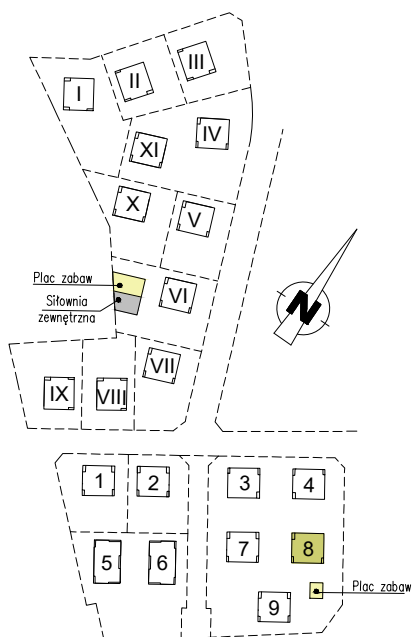 I
II
III
IV
XI
X
V
Plac zabaw
Siłownia
zewnętrzna
VI
VII
IX
VIII
N
1
2
3
4
5
6
7
8
9
Plac zabaw